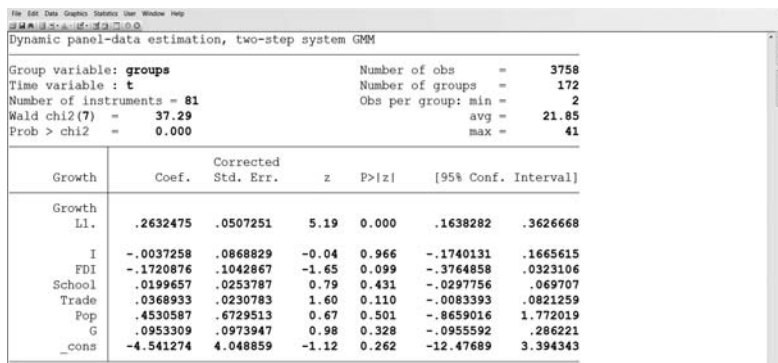 File Edit Data Graphics Statistics User Window Help
Dynamic panel-data estimation, two-step system GMM
Group variable: groups Number of obs = 3758
Time variable : t Number of groups = 172
Number of instruments = 81 Obs per group: min = 2
Wald chi2(7) = 37.29 avg = 21.85
Prob > chi2 = 0.000 max = 41
Corrected
Growth Coef. Std. Err. z P>|z| [95% Conf. Interval]
Growth
L1. .2632475 .0507251 5.19 0.000 .1638282 .3626668
I -.0037258 .0868829 -0.04 0.966 -.1740131 .1665615
FDI -.1720876 .1042867 -1.65 0.099 -.3764858 .0323106
School .0199657 .0253787 0.79 0.431 -.0297756 .069707
Trade .0368933 .0230783 1.60 0.110 -.0083393 .0821259
Pop .4530587 .6729513 0.67 0.501 -.8659016 1.772019
G .0953309 .0973947 0.98 0.328 -.0955592 .286221
_cons -4.541274 4.048859 -1.12 0.262 -12.47689 3.394343